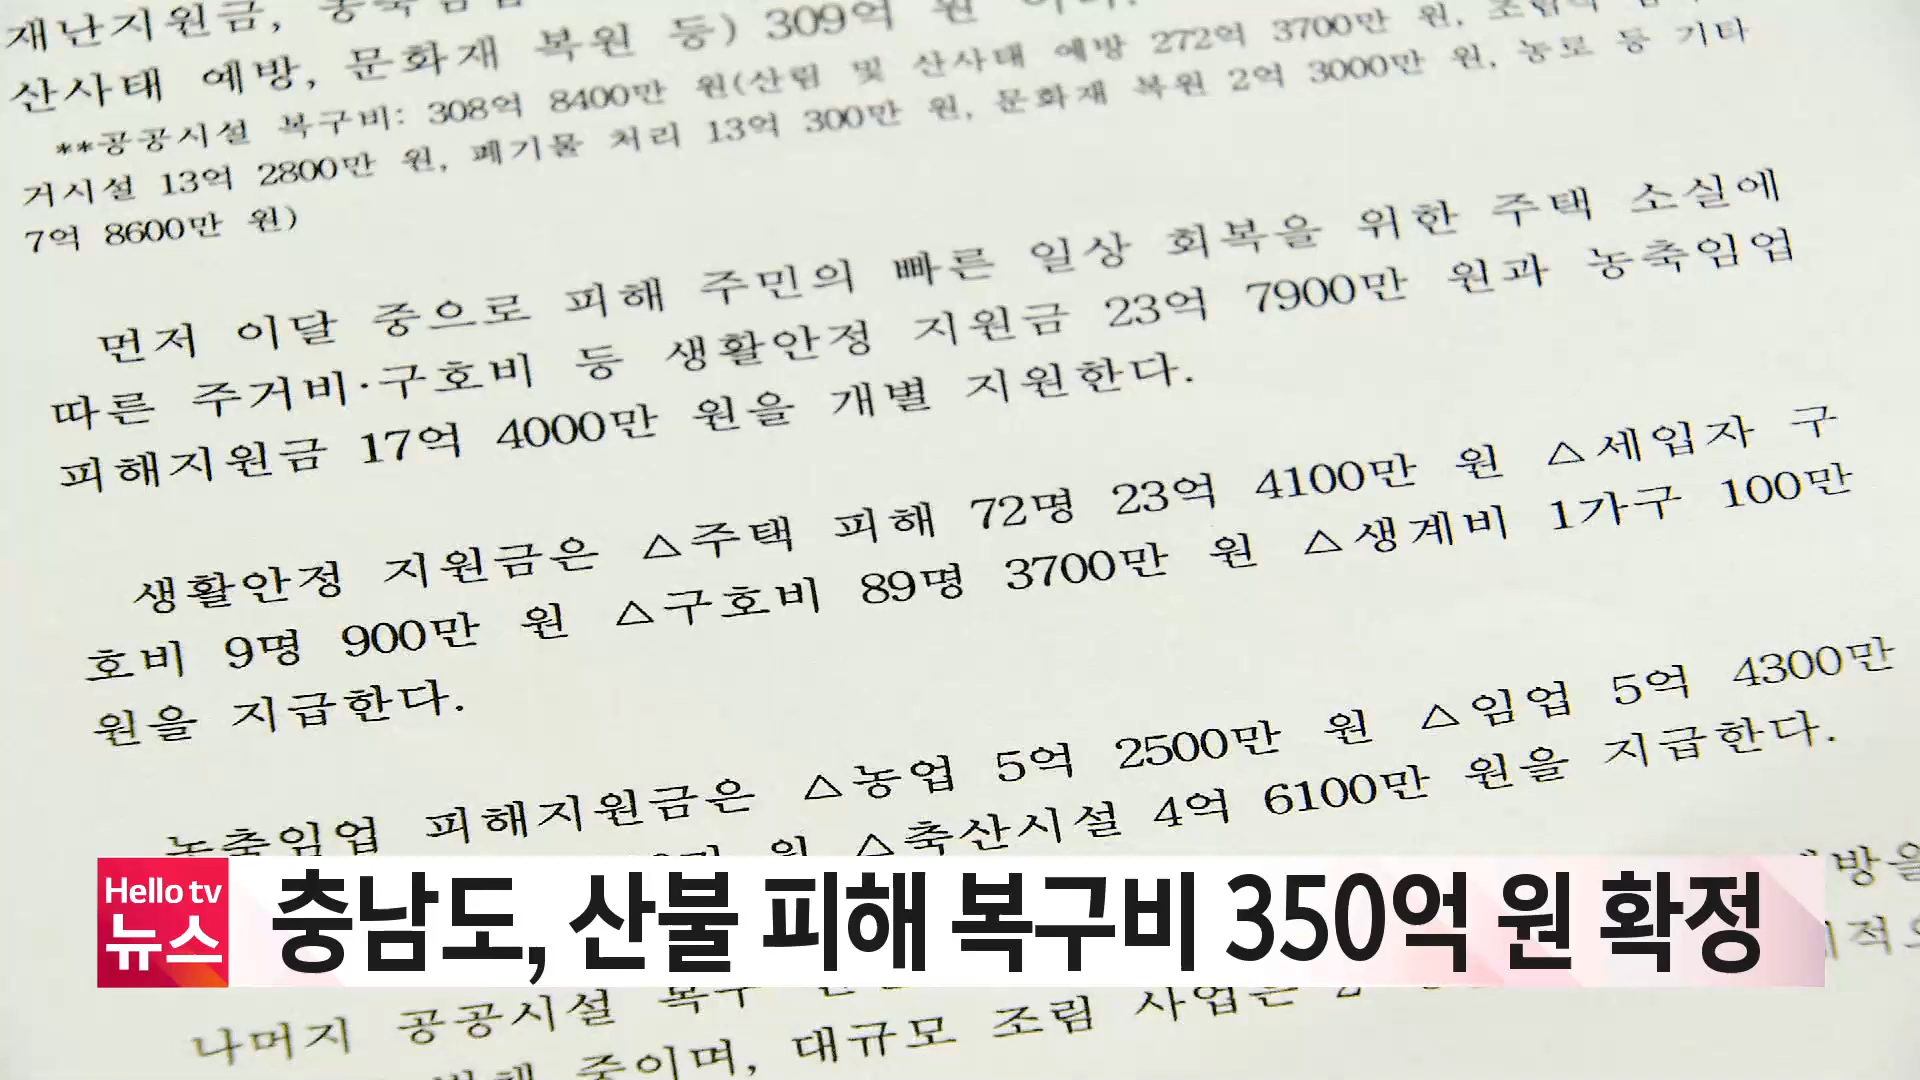 재난지원금,
산사태 예방, 문화재 복원 등) 309억 원
**공공시설 복구비: 308억 8400만 원(산림 및 산사태 예방 272억 3700만 원,
거시설 13억 2800만 원, 폐기물 처리 13억 300만 원, 문화재 복원 2억 3000만 원, 농로 등 기타
7억 8600만 원)
먼저 이달 중으로 피해 주민의 빠른 일상 회복을 위한 주택 소실에
따른 주거비·구호비 등 생활안정 지원금 23억 7900만 원과 농축임업
피해지원금 17억 4000만 원을 개별 지원한다.
생활안정 지원금은 △주택 피해 72명 23억 4100만 원 △세입자 구
호비 9명 900만 원 △구호비 89명 3700만 원 △생계비 1가구 100만
원을 지급한다.
농축임업 피해지원금은 △농업 5억 2500만 원 △임업 5억 4300만
원 △축산시설 4억 6100만 원을 지급한다.
Hello tv
뉴스
충남도, 산불 피해 복구비 350억 원 확정
나머지 공공시설 복구
중이며, 대규모 조림 사업은